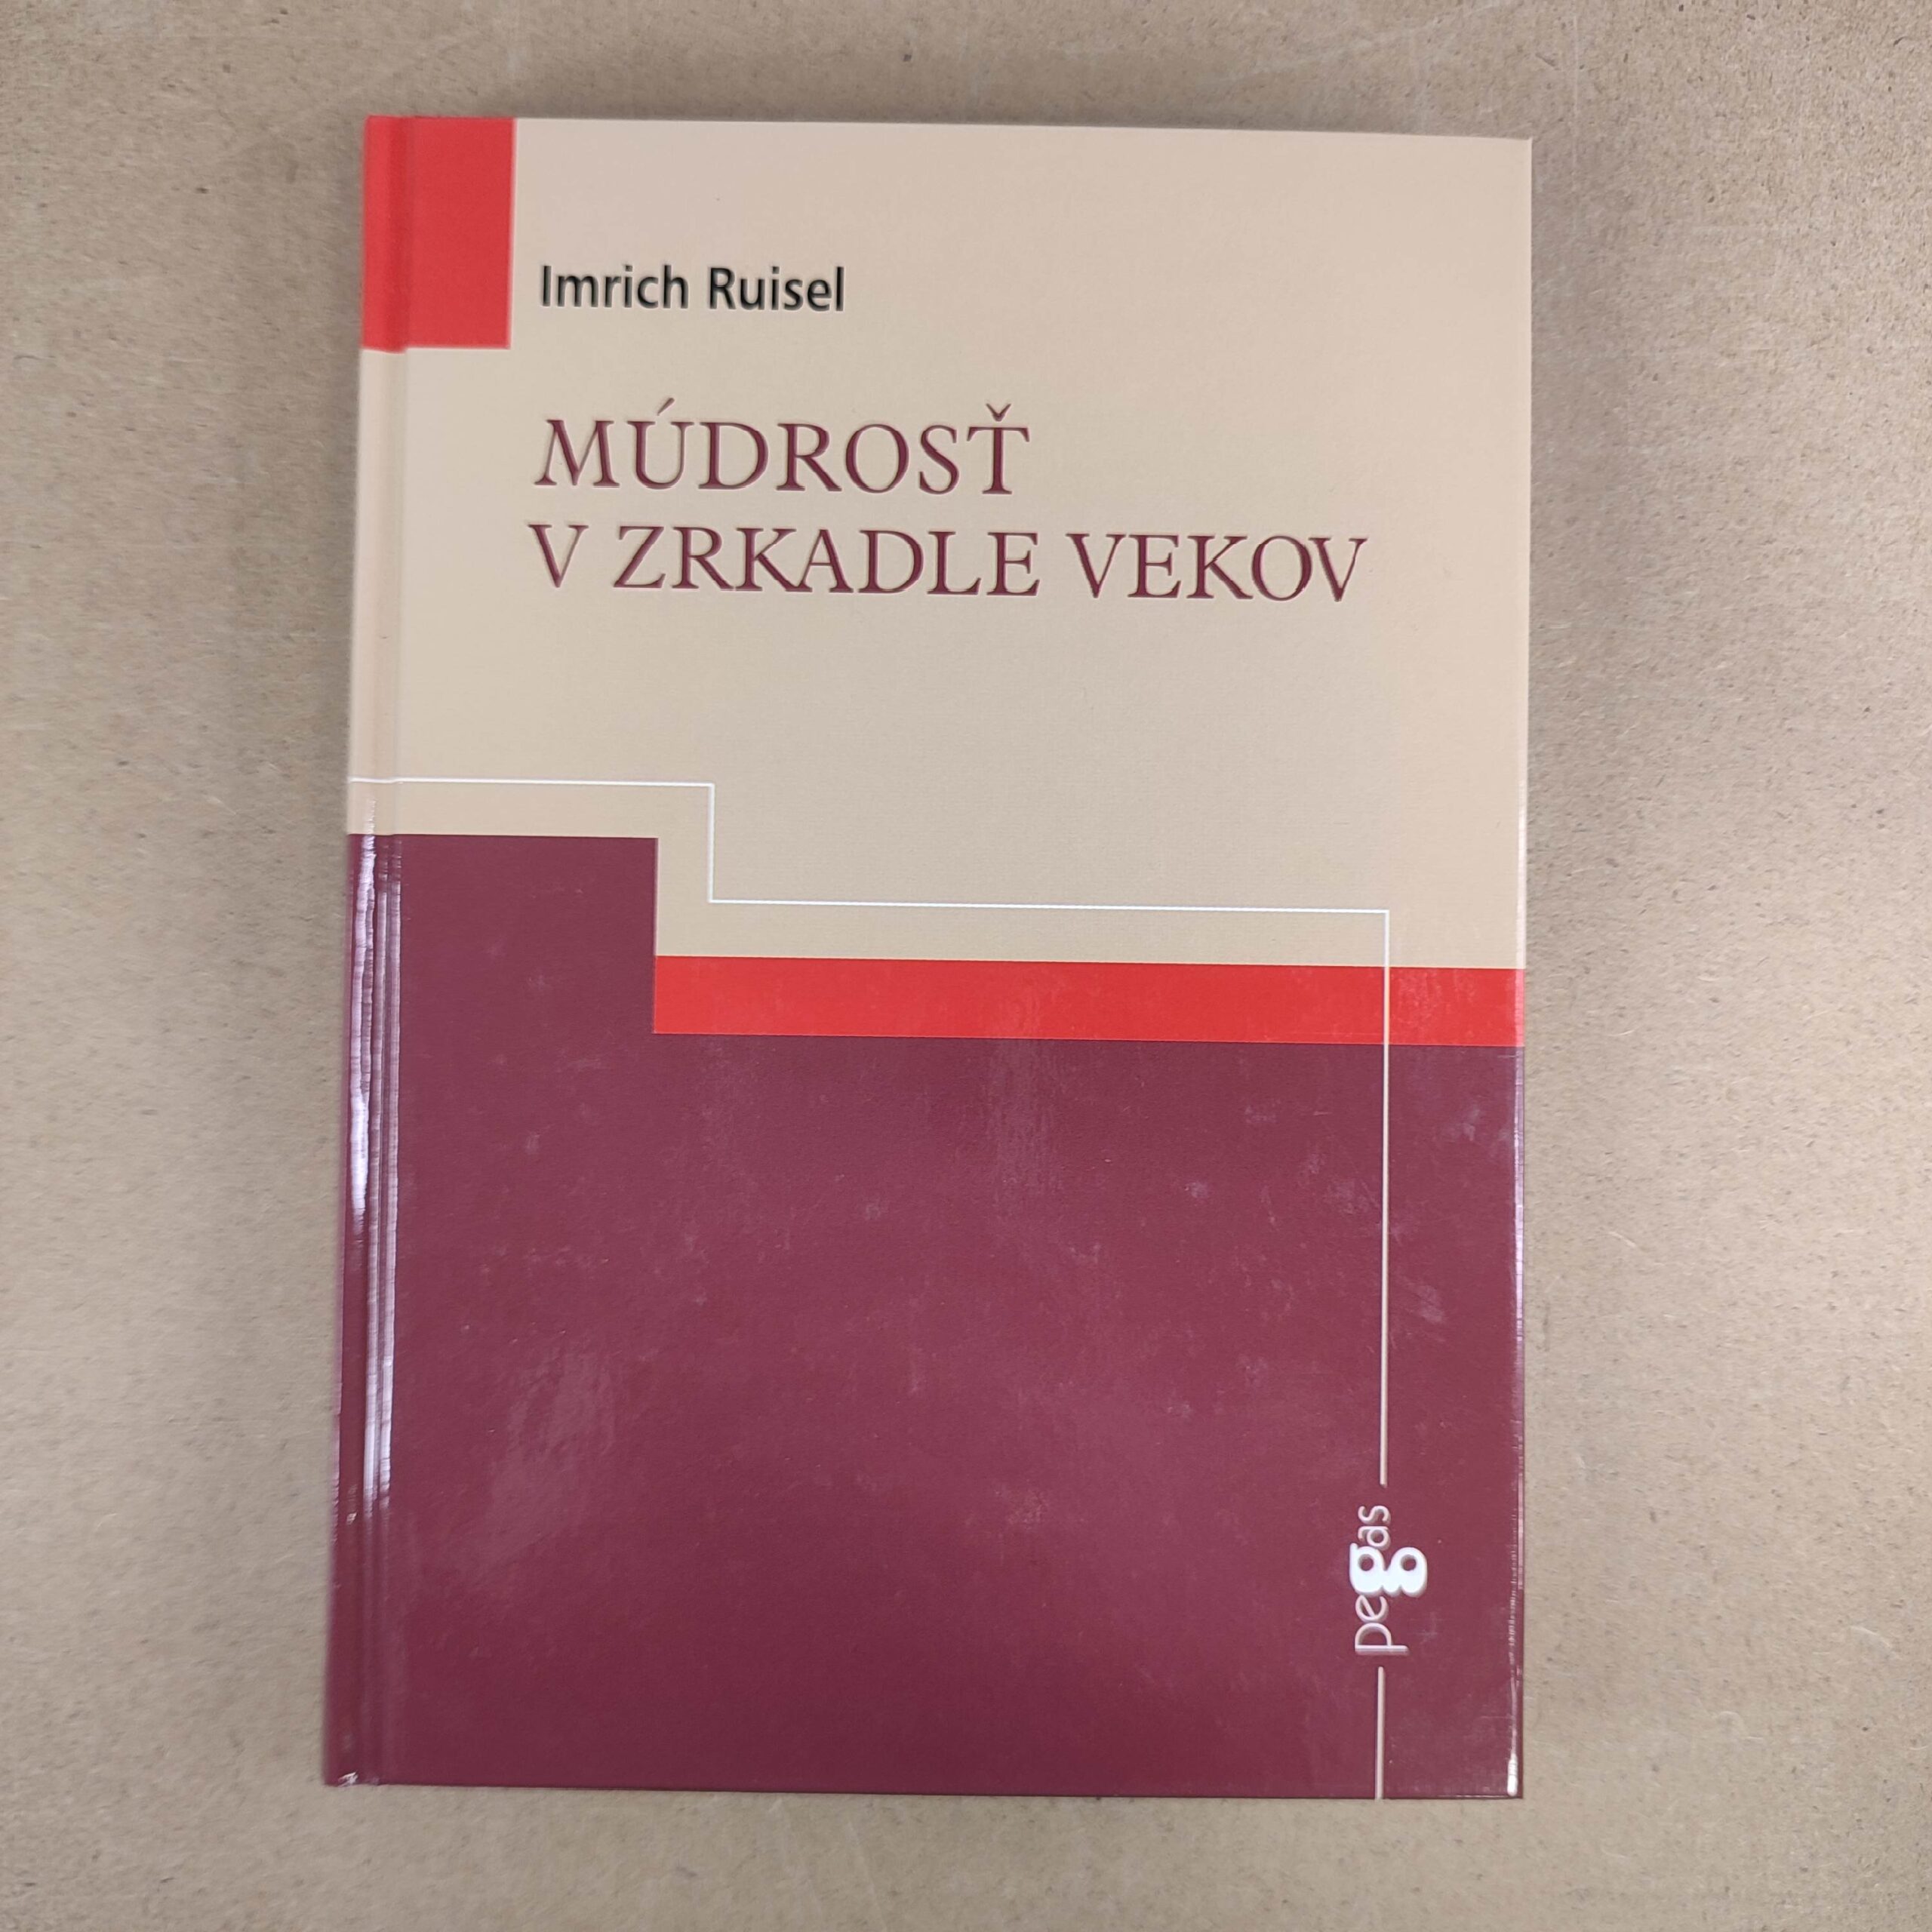 Imrich Ruisel
MÚDROSŤ
V ZRKADLE VEKOV
pegas